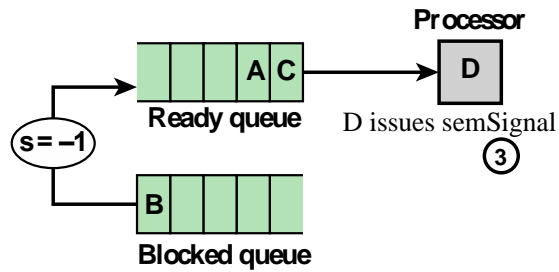 Processor
A C
D
Ready queue
D issues semSignal
s = –1
3
B
Blocked queue